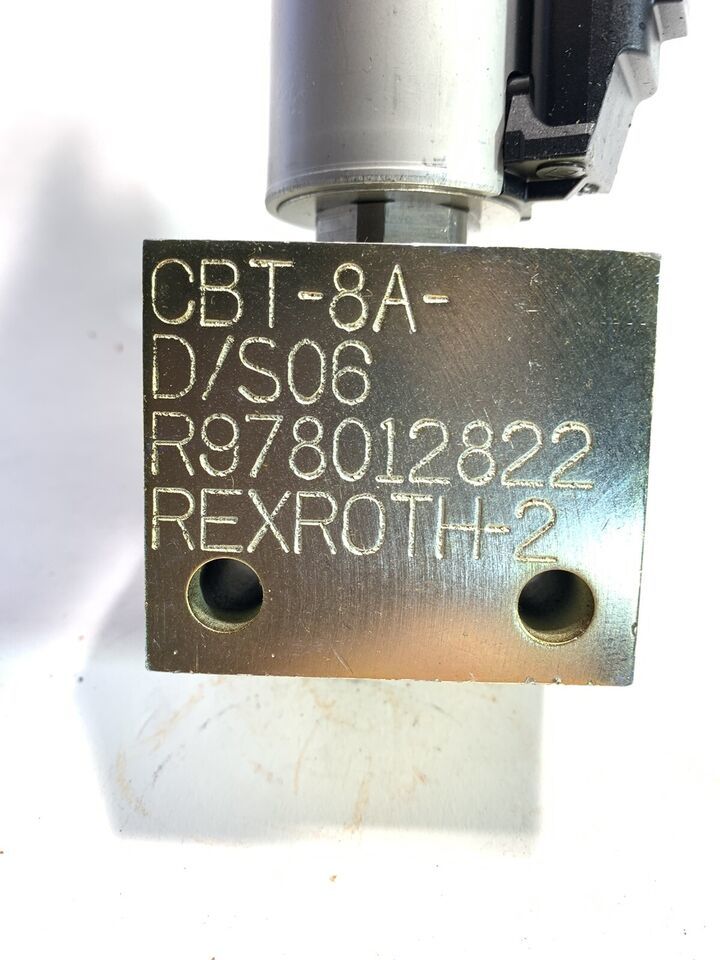 CBT-8A-
D/S06
R978012822
REXROTH-2